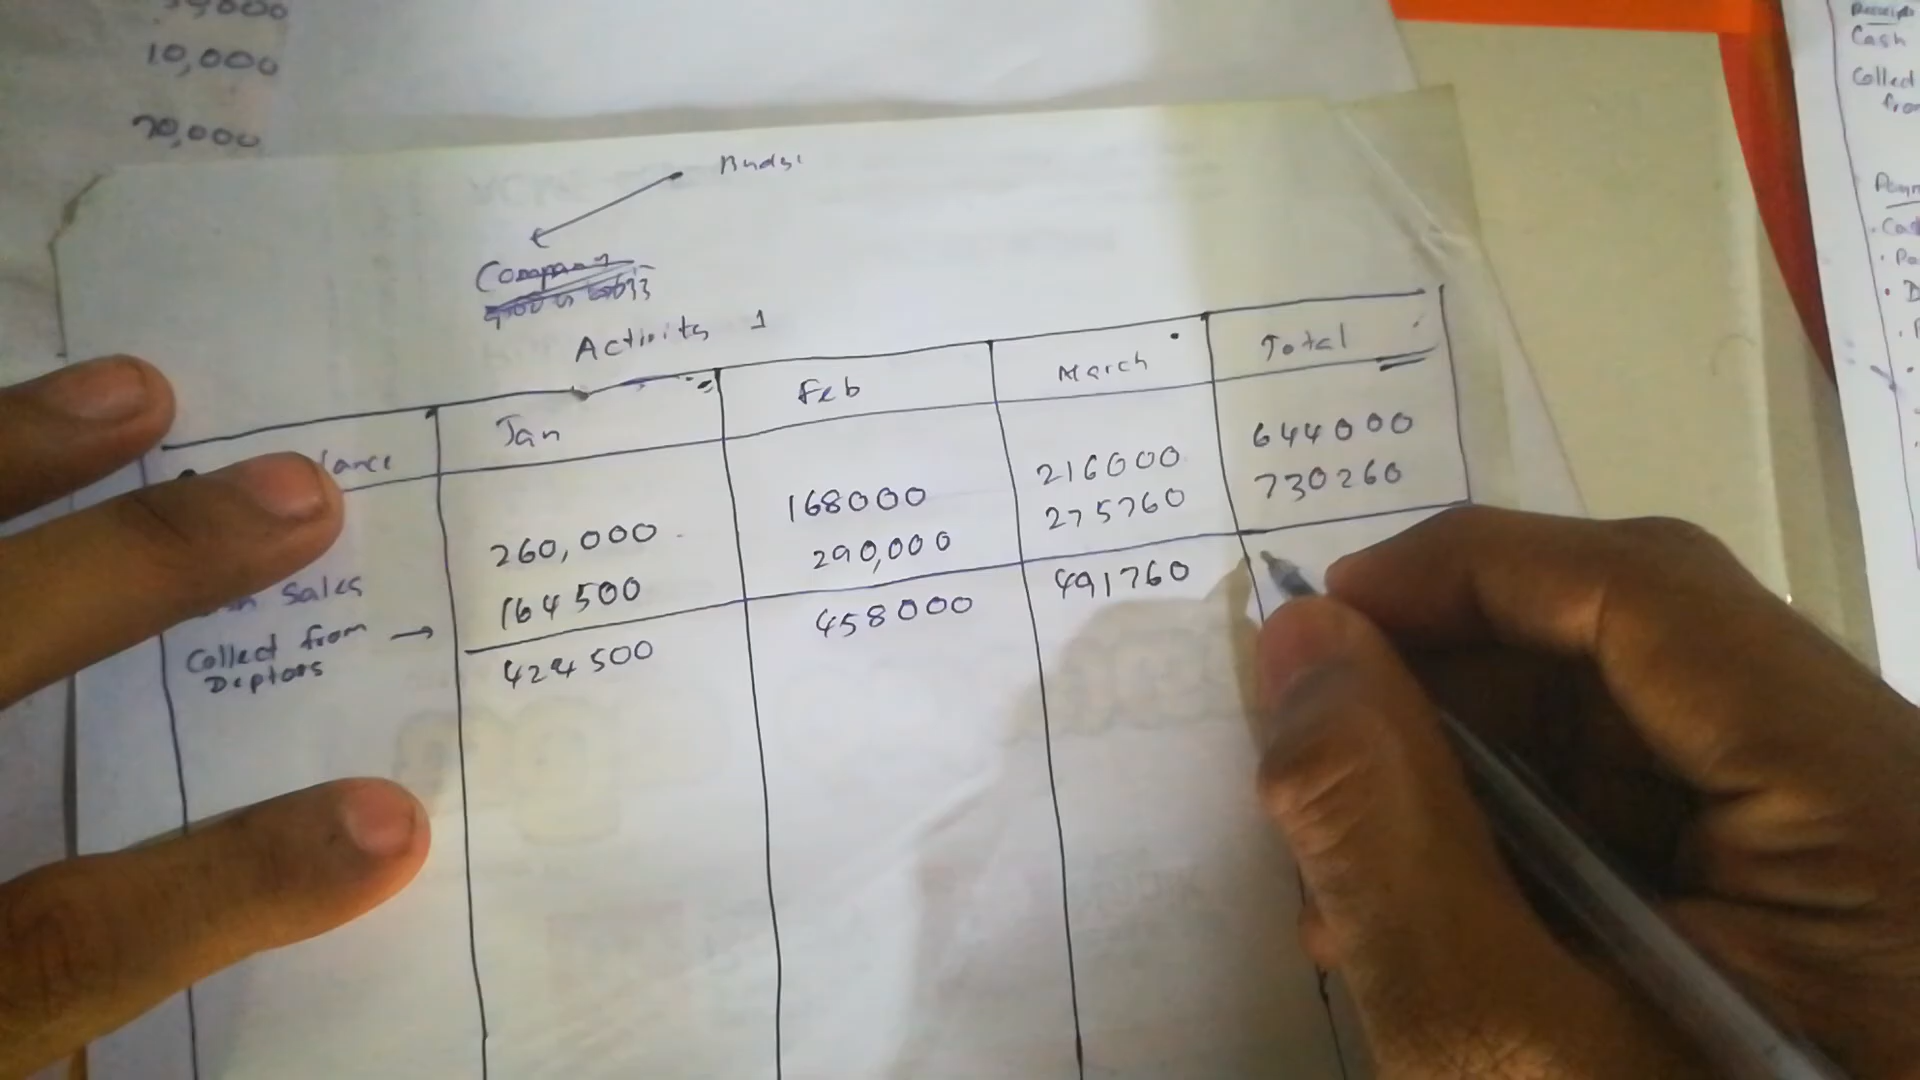 10,000
70,000
Company
Activity 1
Jan
Feb
March
Total
lance
260,000
168000
216000
644000
Sales
164500
290,000
275760
730260
Collect from
Deptors
424500
458000
491760
Cash
Collect